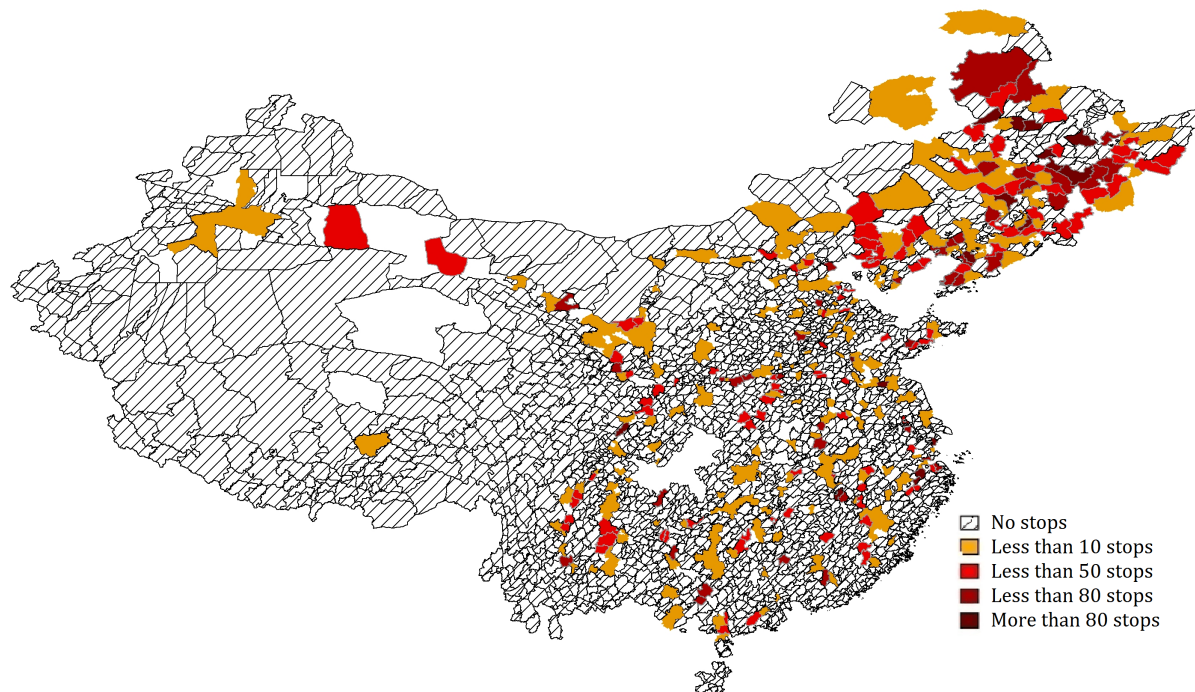 No stops
Less than 10 stops
Less than 50 stops
Less than 80 stops
More than 80 stops